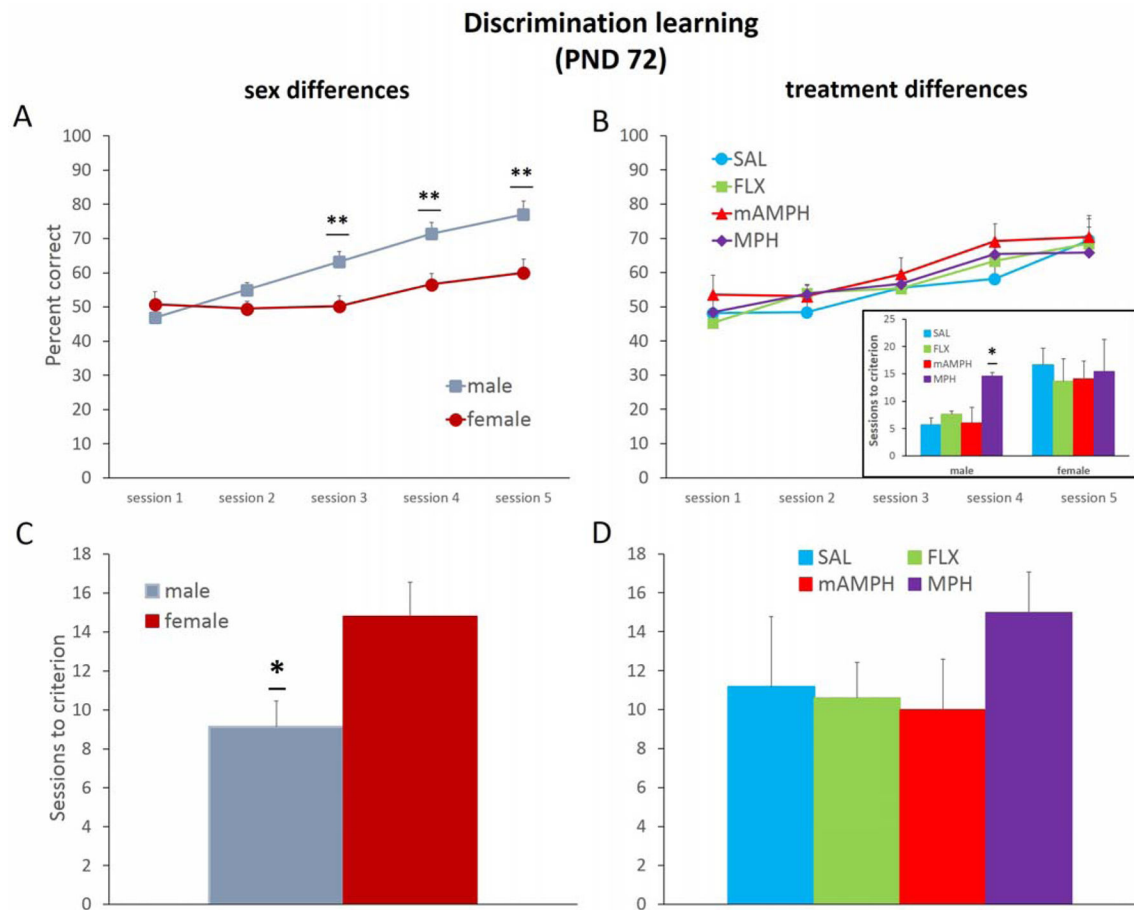 Discrimination learning
(PND 72)
sex differences
treatment differences
A
100
90
80
70
60
50
40
30
20
10
0
Percent correct
**
**
**
male
female
session 1
session 2
session 3
session 4
session 5
B
100
90
80
70
60
50
40
30
20
10
0
SAL
FLX
mAMPH
MPH
25
20
15
10
5
0
Sessions to criterion
SAL
FLX
mAMPH
MPH
*
male
female
session 1
session 2
session 3
session 4
session 5
C
18
16
14
12
10
8
6
4
2
0
Sessions to criterion
male
female
*
D
18
16
14
12
10
8
6
4
2
0
SAL
FLX
mAMPH
MPH